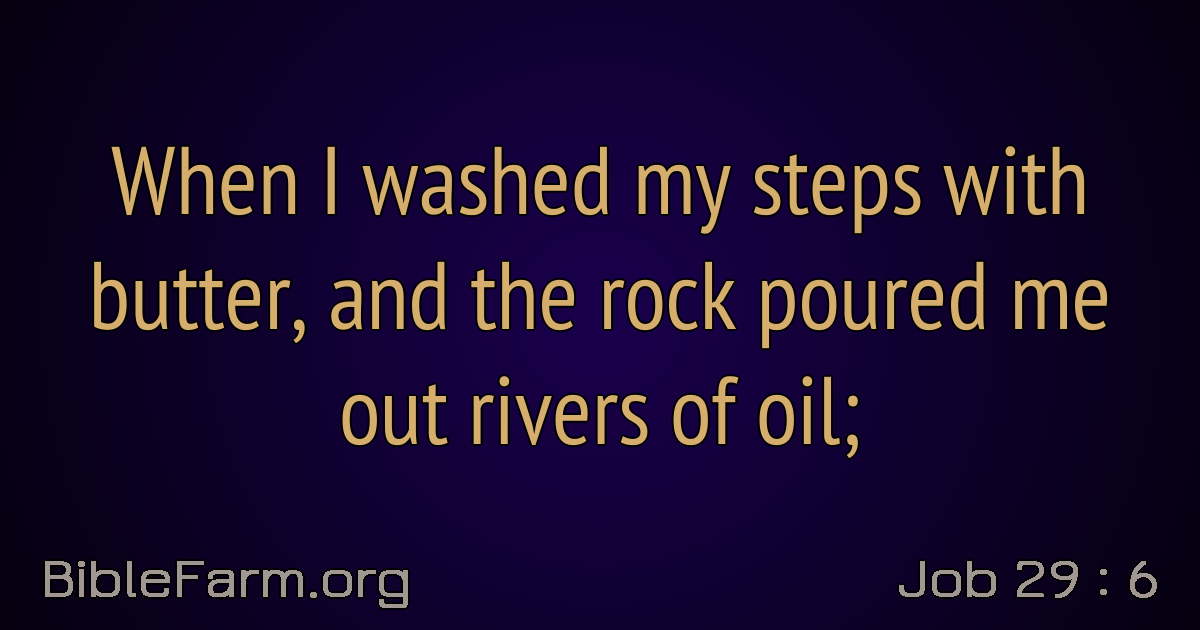 When I washed my steps with
butter, and the rock poured me
out rivers of oil;
BibleFarm.org
Job 29 : 6